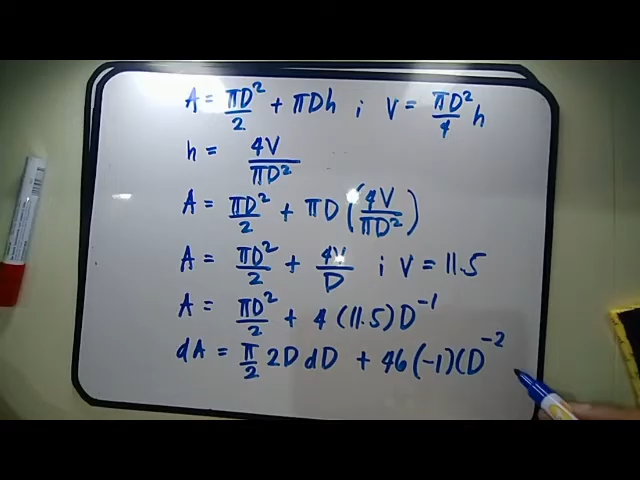 A = πD²/2 + πDh ; V = πD²/4 h
h = 4V/πD²
A = πD²/2 + πD (4V/πD²)
A = πD²/2 + 4V/D ; V = 11.5
A = πD²/2 + 4(11.5)D⁻¹
dA = π/2 2D dD + 46(-1)(D⁻²